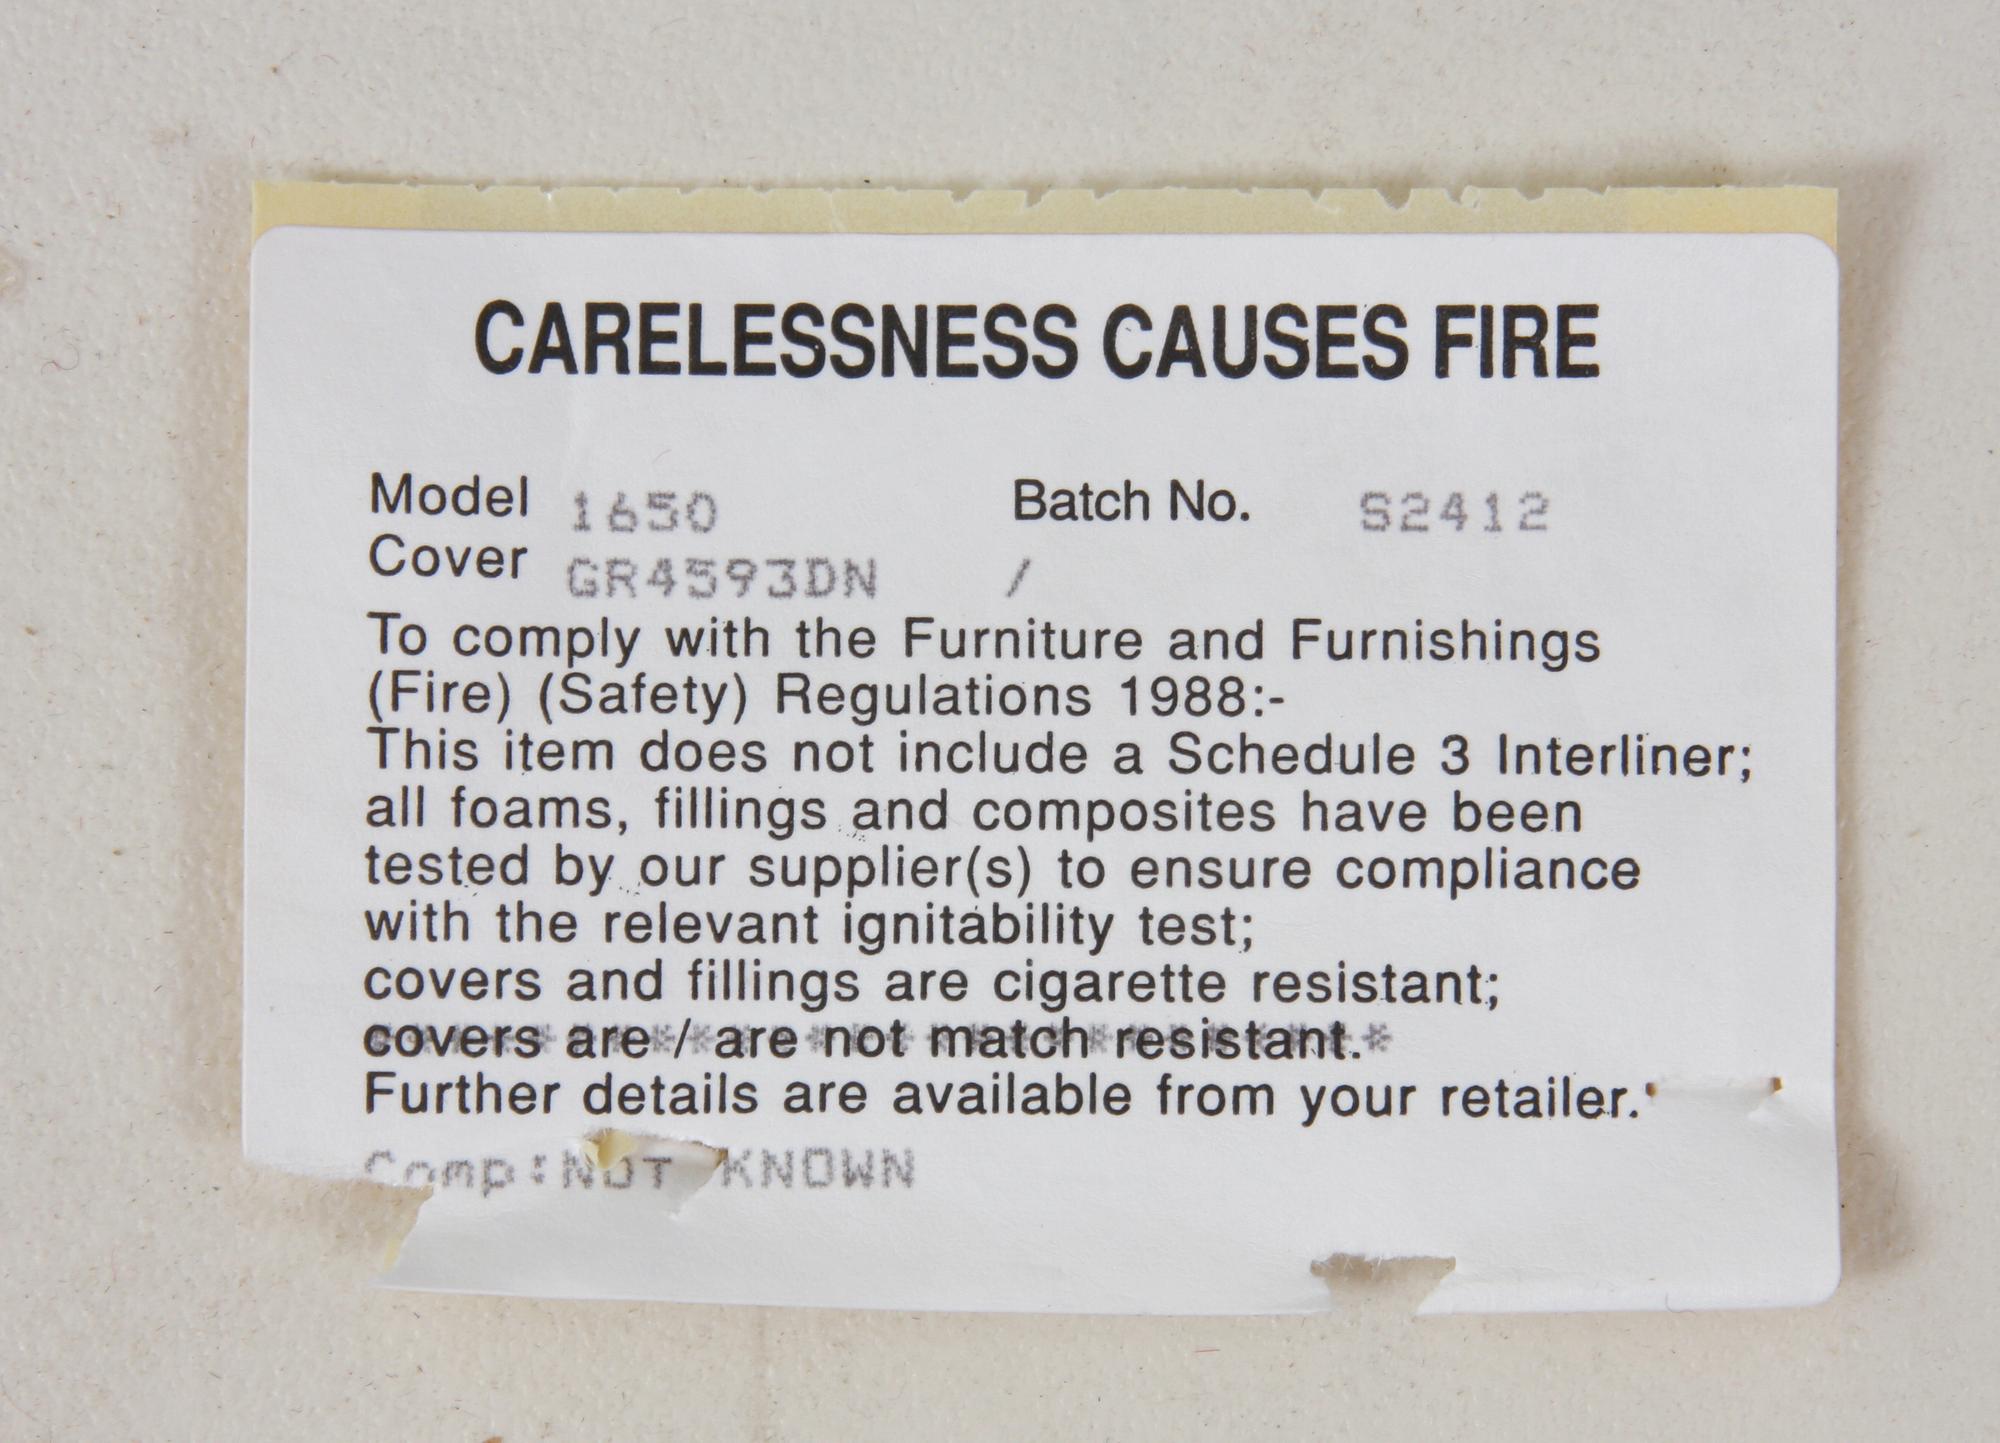 CARELESSNESS CAUSES FIRE
Model 1650 Batch No. S2412
Cover GR4593DN /
To comply with the Furniture and Furnishings
(Fire) (Safety) Regulations 1988:-
This item does not include a Schedule 3 Interliner;
all foams, fillings and composites have been
tested by our supplier(s) to ensure compliance
with the relevant ignitability test;
covers and fillings are cigarette resistant;
covers are / are not match resistant.*
Further details are available from your retailer.
Comp:NOT KNOWN